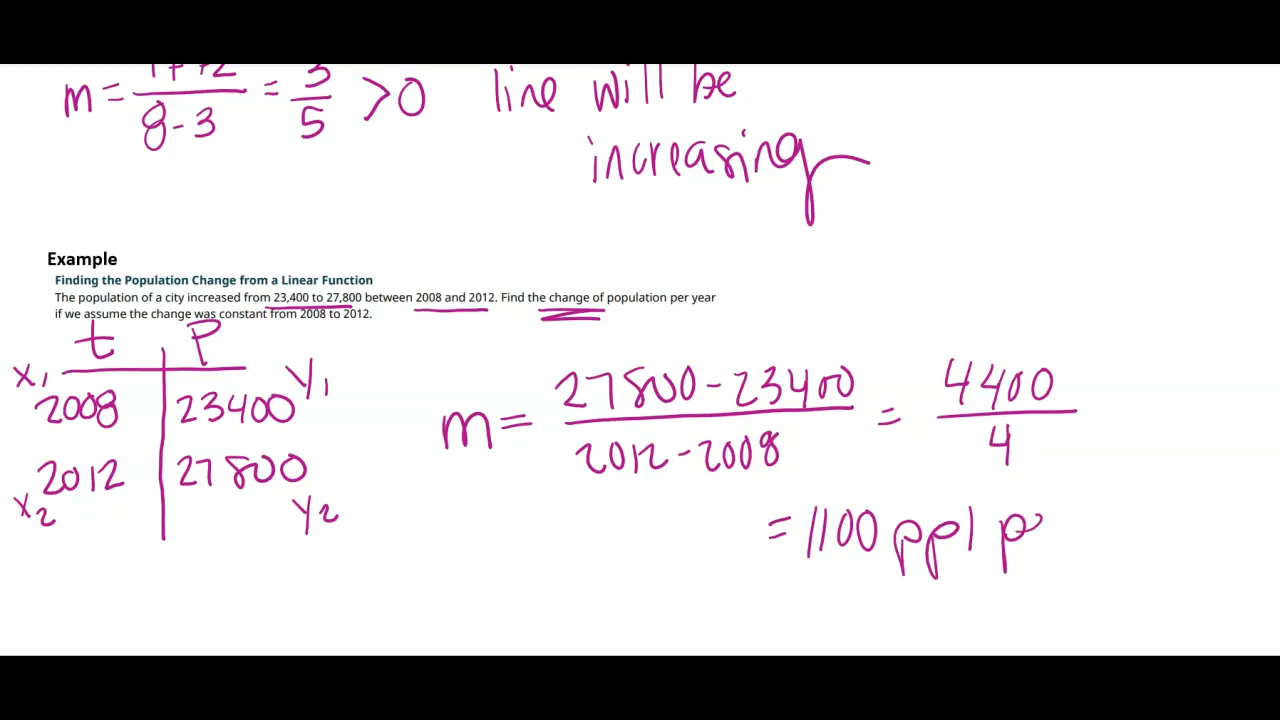 m = / 8 - 3 = 3/5 > 0 line will be
increasing
Example
Finding the Population Change from a Linear Function
The population of a city increased from 23,400 to 27,800 between 2008 and 2012. Find the change of population per year
if we assume the change was constant from 2008 to 2012.
t P
x1 y1
2008 23400
2012 27800
x2 y2
m = 27800 - 23400 / 2012 - 2008 = 4400 / 4
= 1100 ppl p